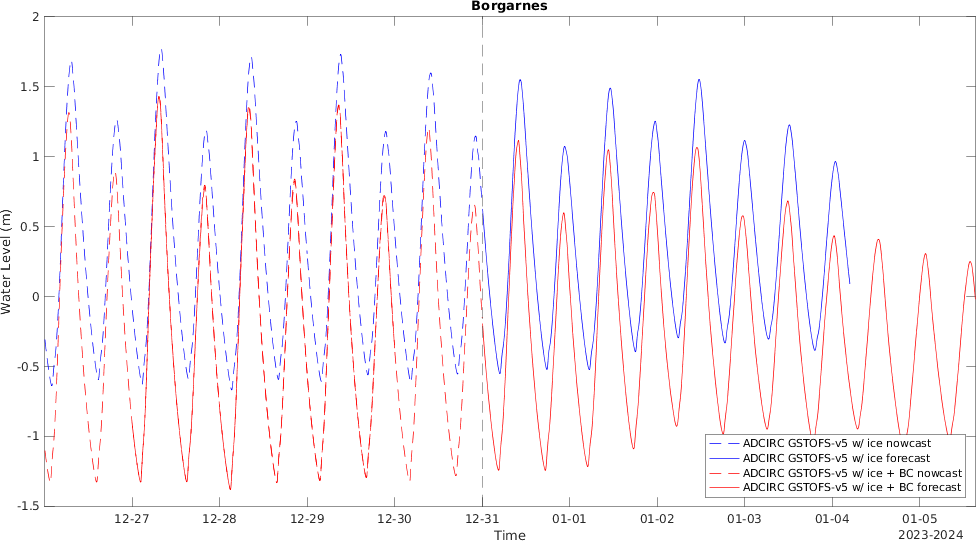 Borgarnes
2
1.5
1
0.5
0
-0.5
-1
-1.5
Water Level (m)
12-27 12-28 12-29 12-30 12-31 01-01 01-02 01-03 01-04 01-05
Time
2023-2024
ADCIRC GSTOFS-v5 w/ ice nowcast
ADCIRC GSTOFS-v5 w/ ice forecast
ADCIRC GSTOFS-v5 w/ ice + BC nowcast
ADCIRC GSTOFS-v5 w/ ice + BC forecast